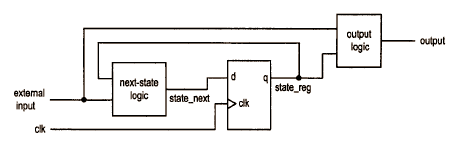 output
logic
output
next-state
logic
d
q
state_reg
external
input
state_next
clk
clk